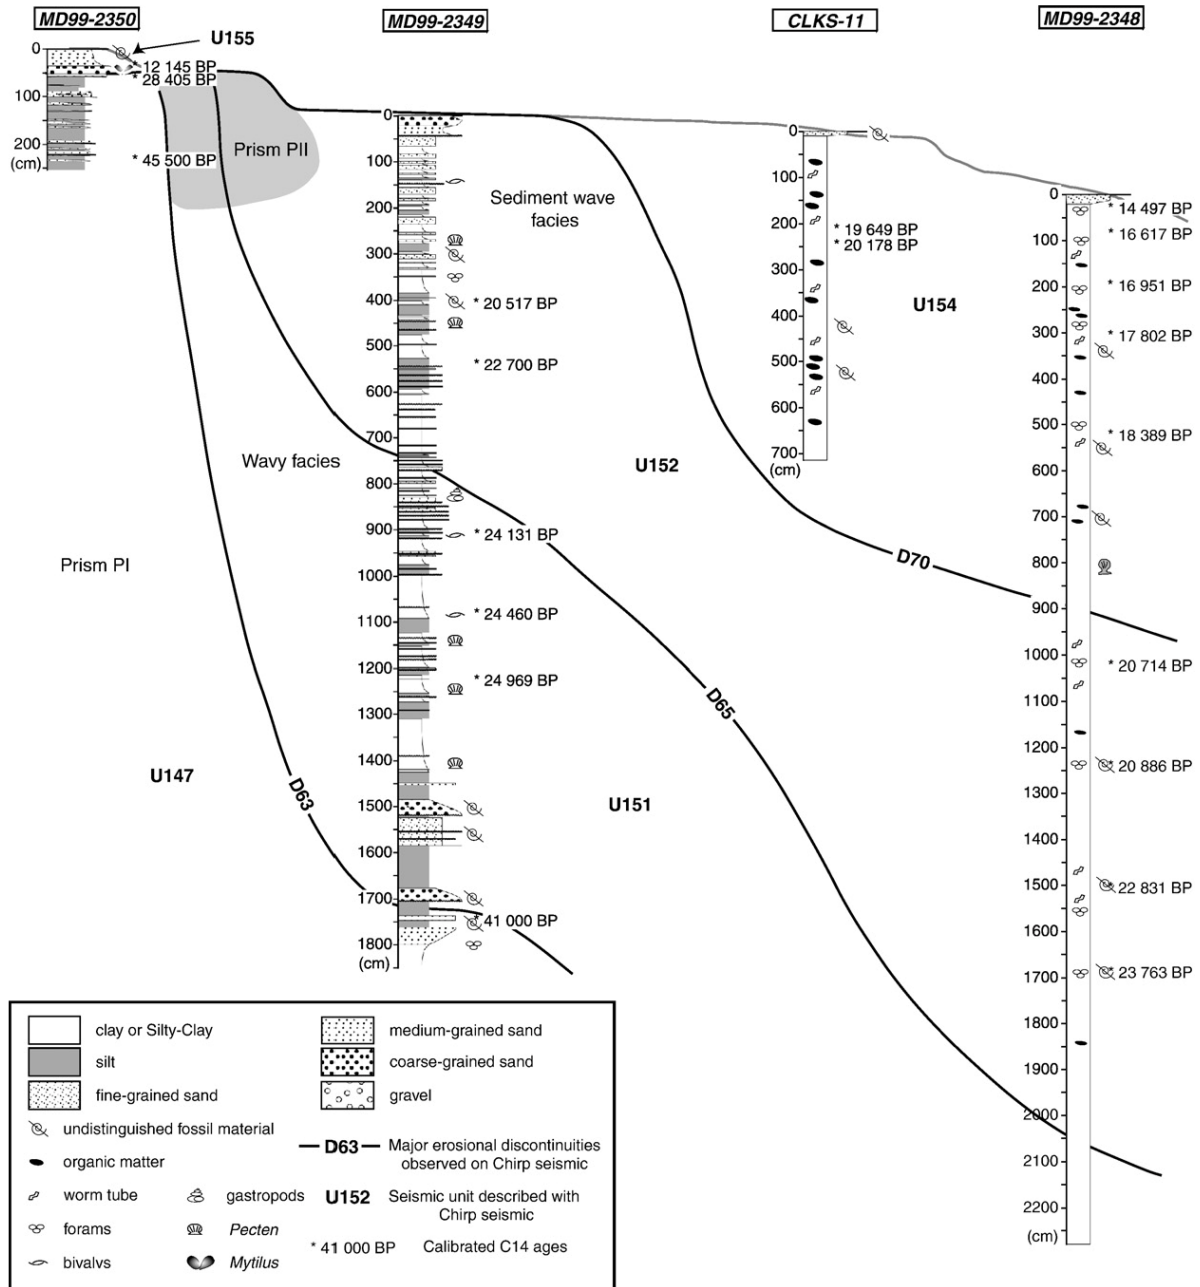 MD99-2350
MD99-2349
CLKS-11
MD99-2348
U155
0
100
200
(cm)
* 12 145 BP
* 28 405 BP
* 45 500 BP
Prism PII
0
100
200
300
400
500
600
700
800
900
1000
1100
1200
1300
1400
1500
1600
1700
1800
(cm)
* 20 517 BP
* 22 700 BP
* 24 131 BP
* 24 460 BP
* 24 969 BP
* 41 000 BP
Sediment wave
facies
Wavy facies
Prism PI
U147
D63
U152
U151
D65
D70
U154
0
100
200
300
400
500
600
700
(cm)
* 19 649 BP
* 20 178 BP
0
100
200
300
400
500
600
700
800
900
1000
1100
1200
1300
1400
1500
1600
1700
1800
1900
2000
2100
2200
(cm)
* 14 497 BP
* 16 617 BP
* 16 951 BP
* 17 802 BP
* 18 389 BP
* 20 714 BP
* 20 886 BP
* 22 831 BP
* 23 763 BP
clay or Silty-Clay
silt
fine-grained sand
medium-grained sand
coarse-grained sand
gravel
undistinguished fossil material
organic matter
worm tube
forams
bivalvs
gastropods
Pecten
Mytilus
D63 Major erosional discontinuities
observed on Chirp seismic
U152 Seismic unit described with
Chirp seismic
* 41 000 BP Calibrated C14 ages